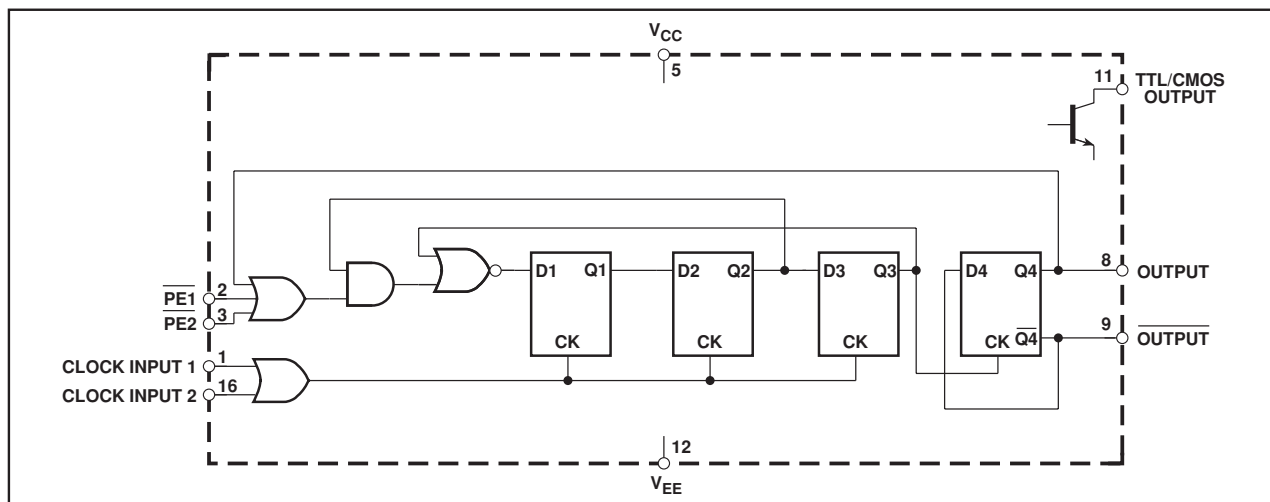 VCC
5
11 TTL/CMOS
OUTPUT
D1 Q1 D2 Q2 D3 Q3 D4 Q4 8 OUTPUT
PE1 2
PE2 3
CK CK CK CK Q4 9 OUTPUT
CLOCK INPUT 1 1
CLOCK INPUT 2 16
12
VEE